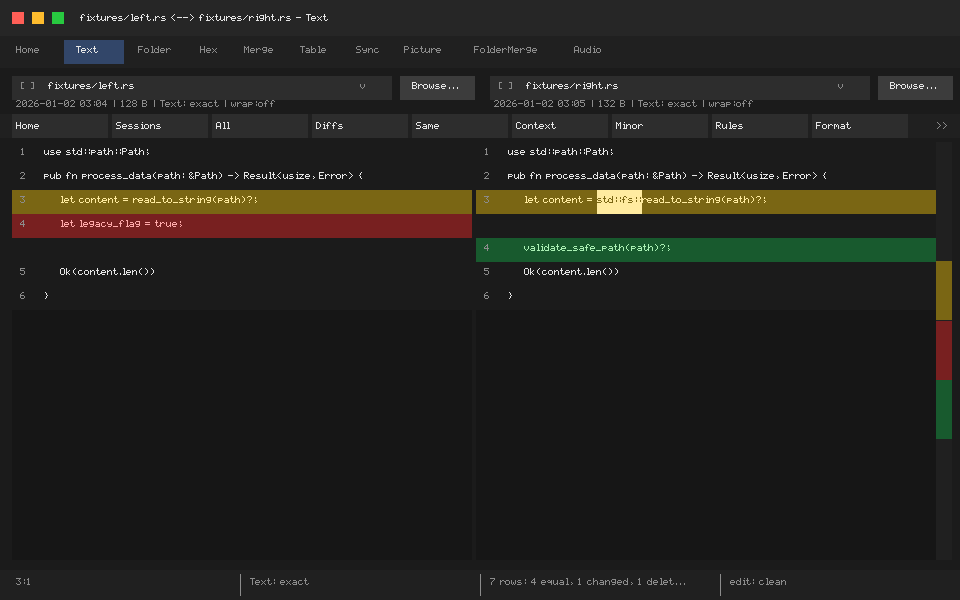 fixtures/left.rs <--> fixtures/right.rs - Text
Home Text Folder Hex Merge Table Sync Picture FolderMerge Audio
[ ] fixtures/left.rs v Browse... [ ] fixtures/right.rs v Browse...
2026-01-02 03:04 | 128 B | Text: exact | wrap:off 2026-01-02 03:05 | 132 B | Text: exact | wrap:off
Home Sessions All Diffs Same Context Minor Rules Format >>
1 use std::path::Path; 1 use std::path::Path;
2 pub fn process_data(path: &Path) -> Result<usize, Error> { 2 pub fn process_data(path: &Path) -> Result<usize, Error> {
3 let content = read_to_string(path)?; 3 let content = std::fs::read_to_string(path)?;
4 let legacy_flag = true;
4 validate_safe_path(path)?;
5 Ok(content.len()) 5 Ok(content.len())
6 } 6 }
3:1 Text: exact 7 rows: 4 equal, 1 changed, 1 delet... edit: clean